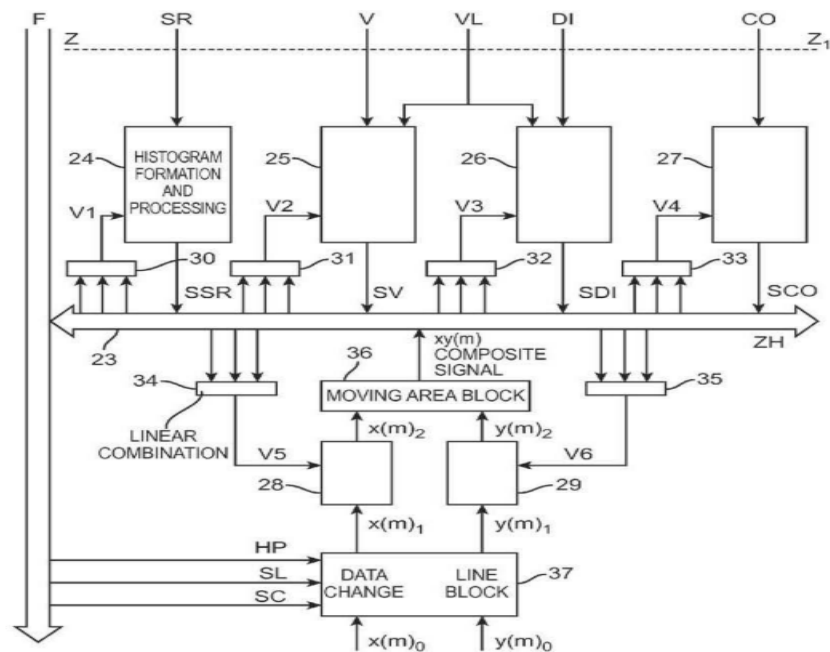 F SR V VL DI CO
Z Z1
24 HISTOGRAM
FORMATION
AND
PROCESSING
25 26 27
V1 V2 V3 V4
30 31 32 33
SSR SV SDI SCO
23 ZH
xy(m)
COMPOSITE
SIGNAL
34 36 35
MOVING AREA BLOCK
LINEAR
COMBINATION
x(m)2 y(m)2
V5 V6
28 29
x(m)1 y(m)1
HP
SL
SC
DATA
CHANGE
LINE
BLOCK
37
x(m)0 y(m)0